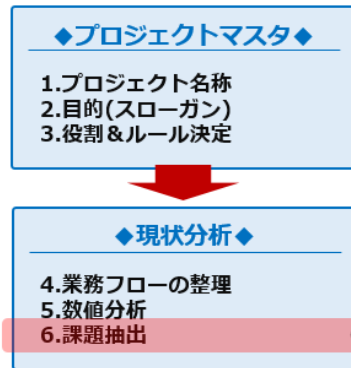 ◆プロジェクトマスタ◆
1.プロジェクト名称
2.目的(スローガン)
3.役割&ルール決定
◆現状分析◆
4.業務フローの整理
5.数値分析
6.課題抽出